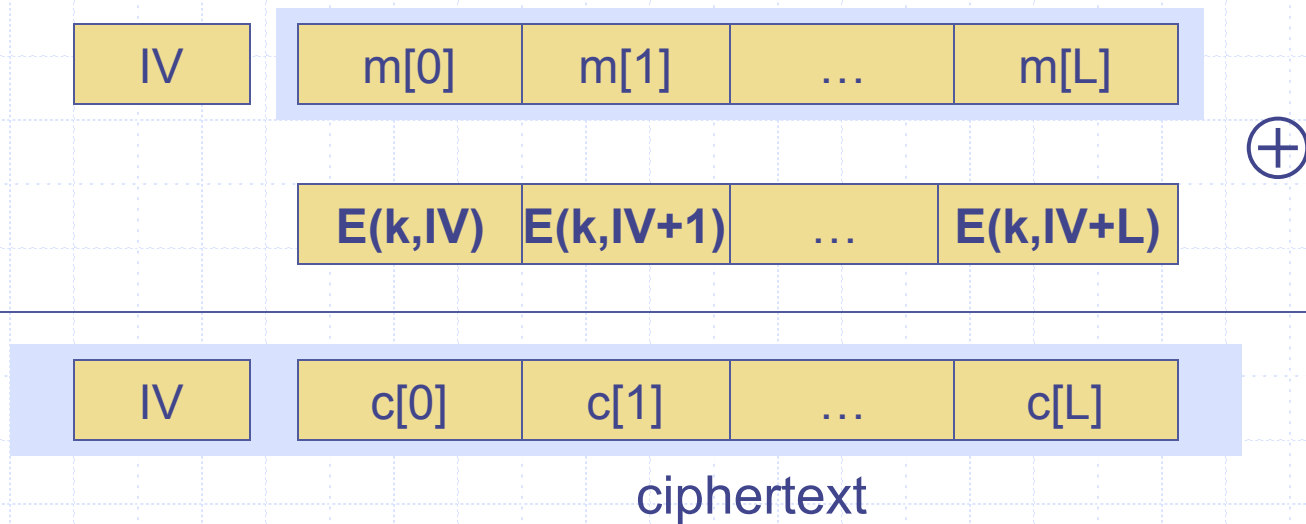 IV m[0] m[1] … m[L]
⊕
E(k,IV) E(k,IV+1) … E(k,IV+L)
IV c[0] c[1] … c[L]
ciphertext